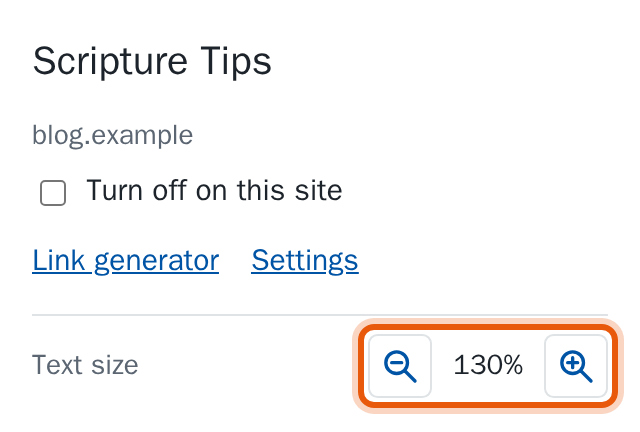 Scripture Tips
blog.example
Turn off on this site
Link generator Settings
Text size 130%